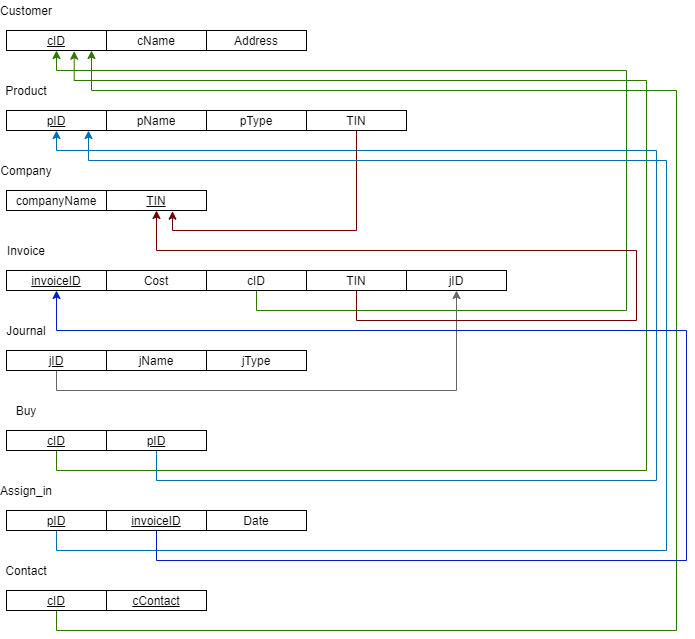 Customer
cID cName Address
Product
pID pName pType TIN
Company
companyName TIN
Invoice
invoiceID Cost cID TIN jID
Journal
jID jName jType
Buy
cID pID
Assign_in
pID invoiceID Date
Contact
cID cContact